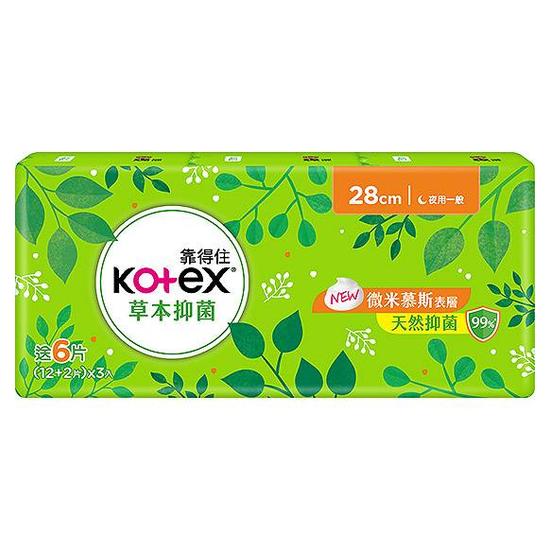 28cm | 夜用一般
靠得住
Kotex®
草本抑菌
NEW 微米慕斯表層
天然抑菌 99%
送6片
(12+2片)x3入